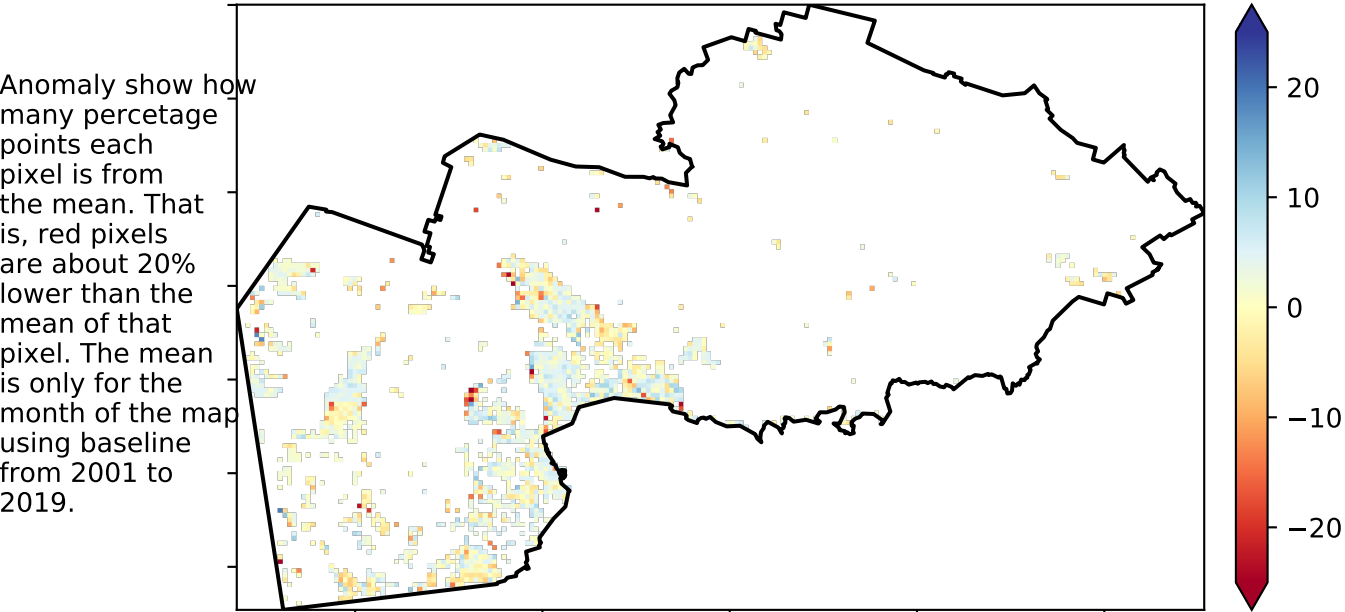 Anomaly show how
many percetage
points each
pixel is from
the mean. That
is, red pixels
are about 20%
lower than the
mean of that
pixel. The mean
is only for the
month of the map
using baseline
from 2001 to
2019.
20
10
0
−10
−20